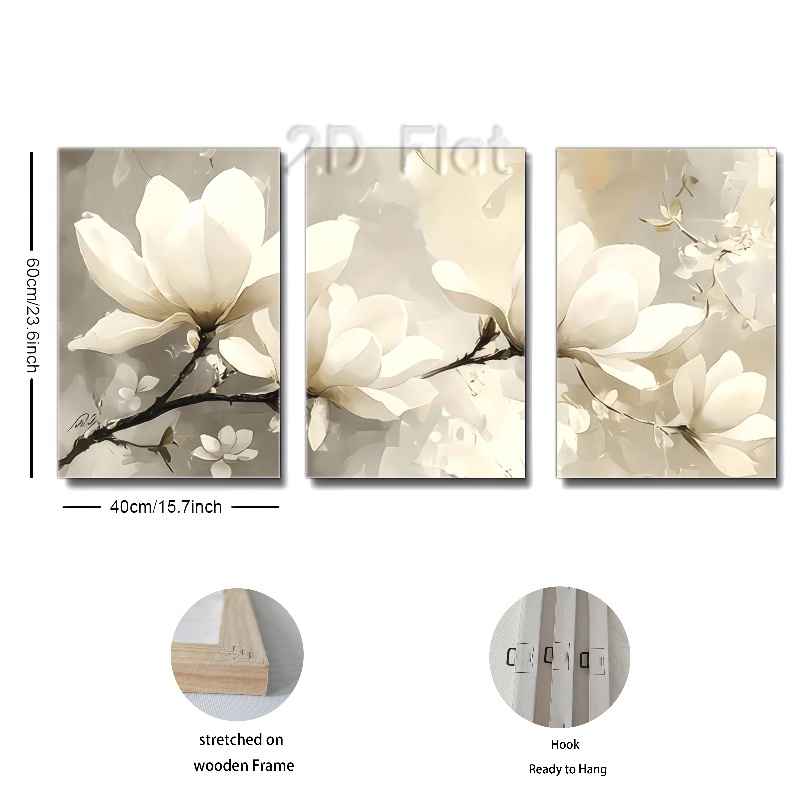 2D Flat
60cm/23.6inch
40cm/15.7inch
stretched on
wooden Frame
Hook
Ready to Hang